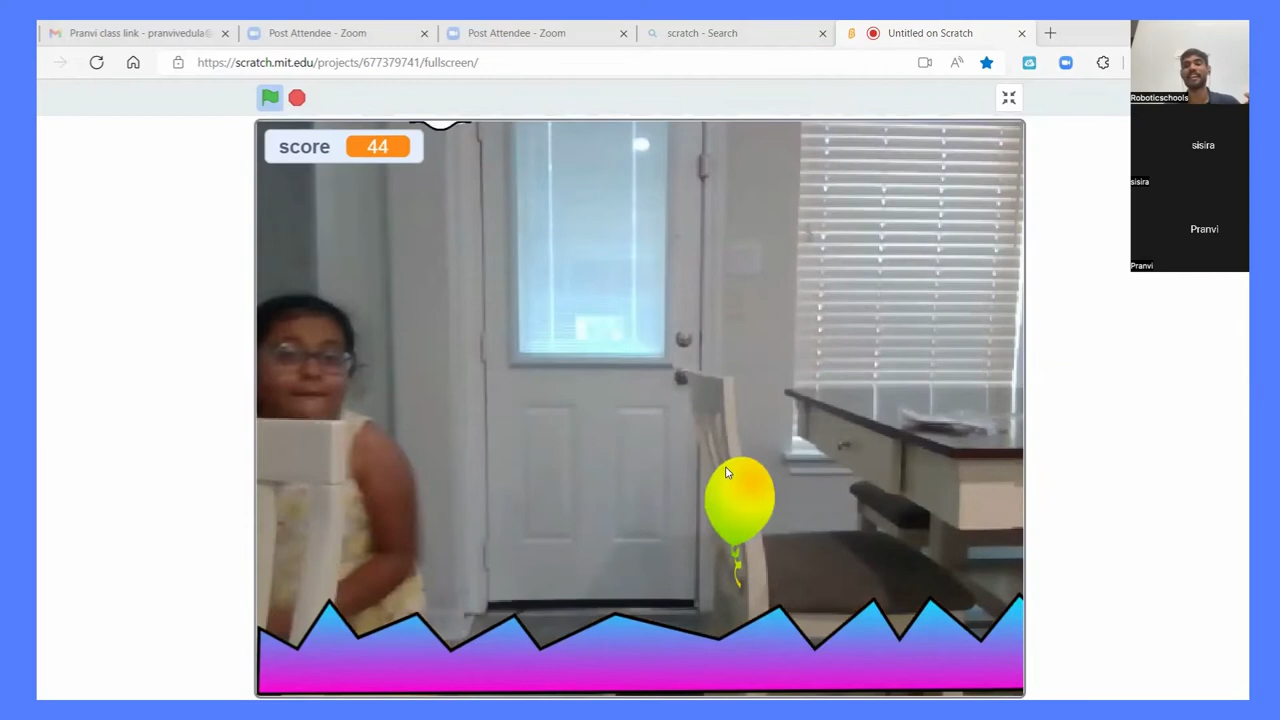 Pranvi class link - pranvivedula@
Post Attendee - Zoom
Post Attendee - Zoom
scratch - Search
Untitled on Scratch
https://scratch.mit.edu/projects/677379741/fullscreen/
score 44
Roboticschools
sisira
sisira
Pranvi
Pranvi